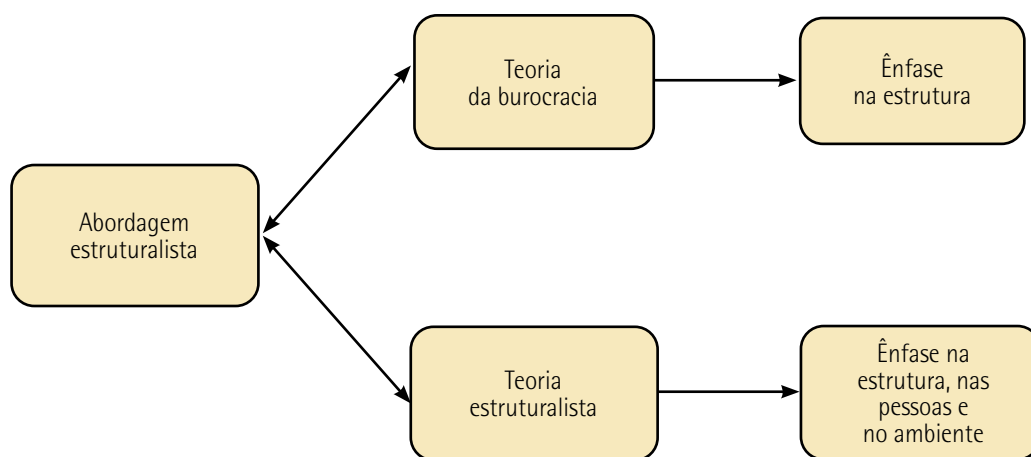 Abordagem
estruturalista
Teoria
da burocracia
Ênfase
na estrutura
Teoria
estruturalista
Ênfase na
estrutura, nas
pessoas e
no ambiente